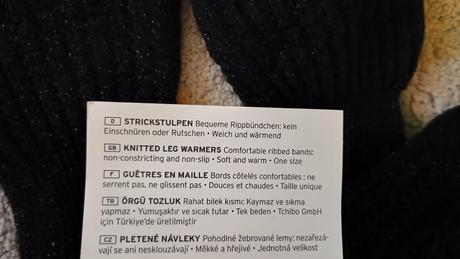 D STRICKSTULPEN Bequeme Rippbündchen: kein
Einschnüren oder Rutschen • Weich und wärmend
GB KNITTED LEG WARMERS Comfortable ribbed bands:
non-constricting and non-slip • Soft and warm • One size
F GUÊTRES EN MAILLE Bords côtelés confortables : ne
serrent pas, ne glissent pas • Douces et chaudes • Taille unique
TR ÖRGÜ TOZLUK Rahat bilek kısmı: Kaymaz ve sıkma
yapmaz • Yumuşaktır ve sıcak tutar • Tek beden • Tchibo GmbH
için Türkiye'de üretilmiştir
CZ PLETENÉ NÁVLEKY Pohodlné žebrované lemy: nezařezá-
vají se ani nesklouzávají • Měkké a hřejivé • Jednotná velikost